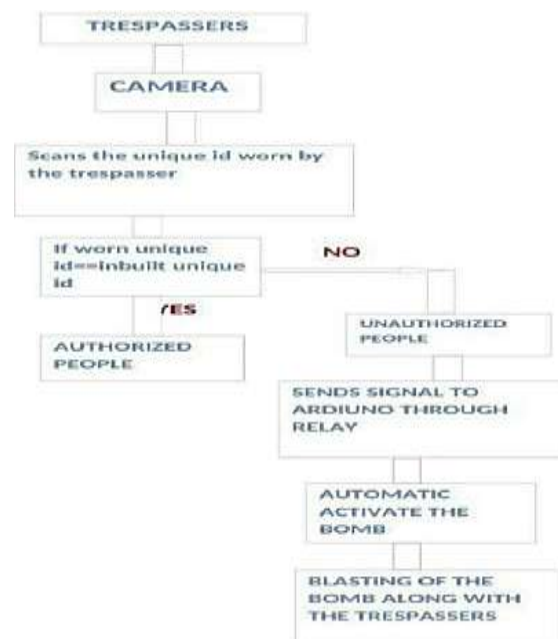 TRESPASSERS
CAMERA
Scans the unique id worn by
the trespasser
If worn unique
id==inbuilt unique
id
NO
YES
AUTHORIZED
PEOPLE
UNAUTHORIZED
PEOPLE
SENDS SIGNAL TO
ARDIUNO THROUGH
RELAY
AUTOMATIC
ACTIVATE THE
BOMB
BLASTING OF THE
BOMB ALONG WITH
THE TRESPASSERS